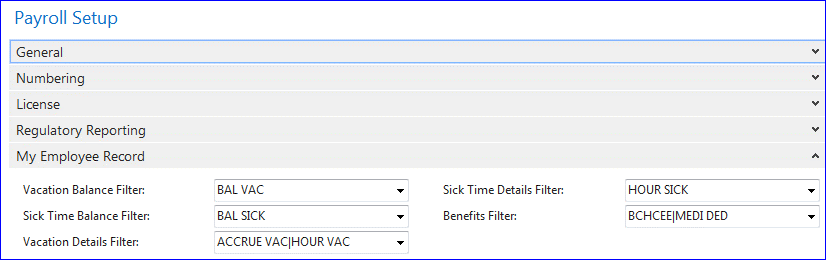 Payroll Setup
General
Numbering
License
Regulatory Reporting
My Employee Record
Vacation Balance Filter: BAL VAC Sick Time Details Filter: HOUR SICK
Sick Time Balance Filter: BAL SICK Benefits Filter: BCHCEE|MEDI DED
Vacation Details Filter: ACCRUE VAC|HOUR VAC